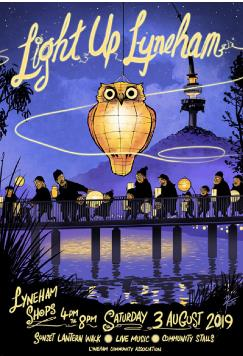 Light Up Lyneham
Lyneham
Shops 4pm 8pm Saturday 3 August 2019
Sunset Lantern Walk • Live Music • Community Stalls
Lyneham Community Association